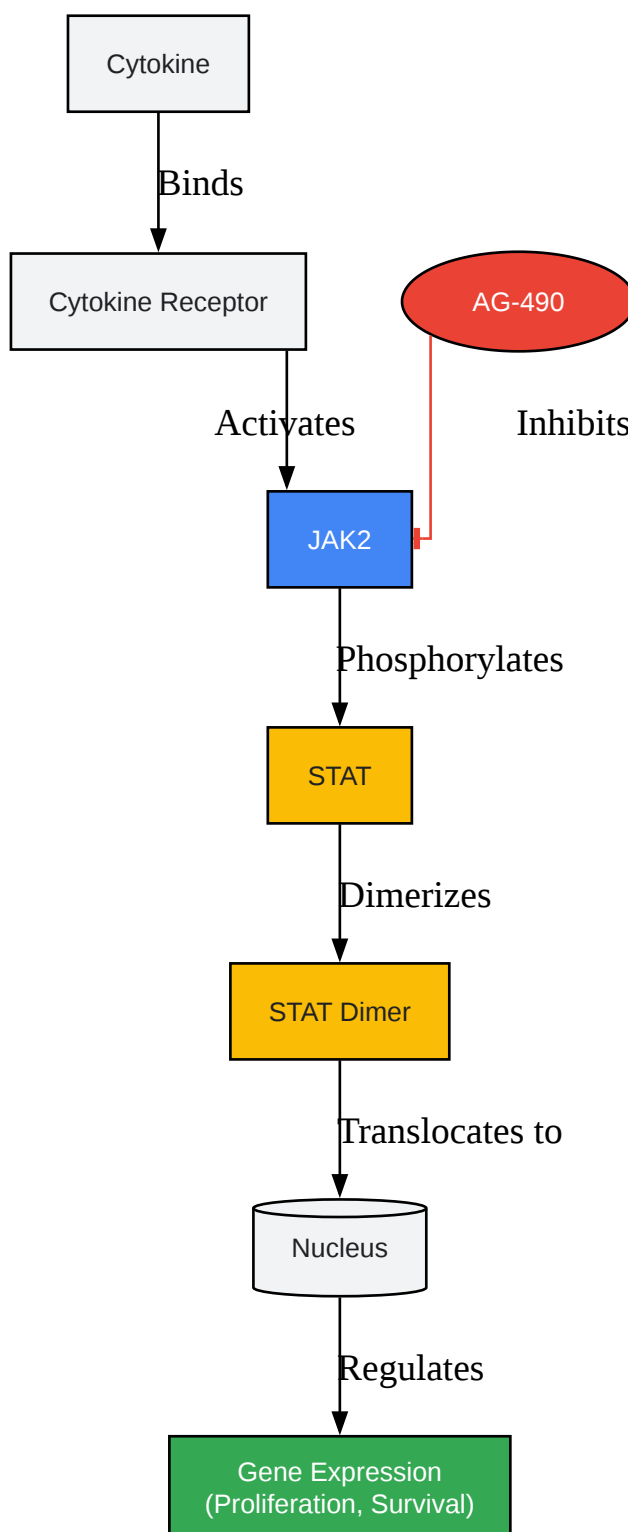 Cytokine
Binds
Cytokine Receptor
AG-490
Activates
Inhibits
JAK2
Phosphorylates
STAT
Dimerizes
STAT Dimer
Translocates to
Nucleus
Regulates
Gene Expression
(Proliferation, Survival)